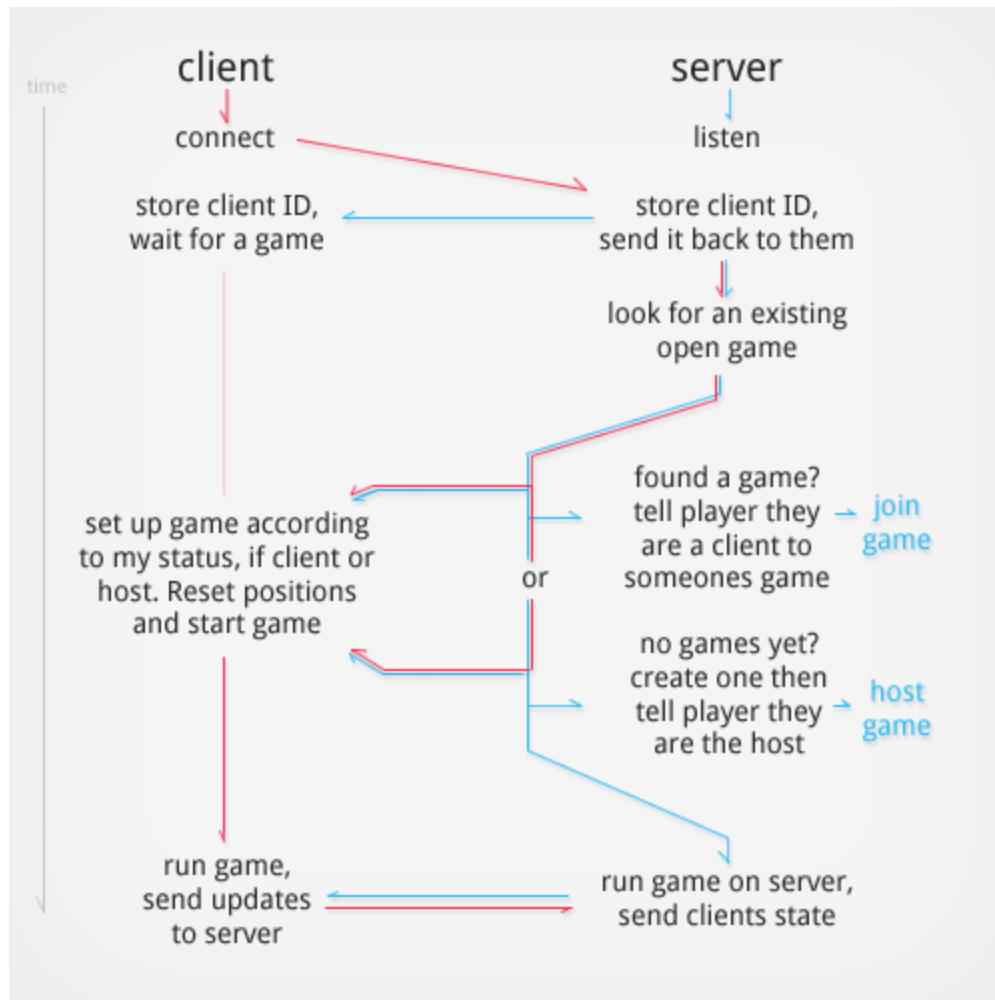 client
server
time
connect
listen
store client ID,
wait for a game
store client ID,
send it back to them
look for an existing
open game
found a game?
tell player they
are a client to
someones game
join
game
set up game according
to my status, if client or
host. Reset positions
and start game
or
no games yet?
create one then
tell player they
are the host
host
game
run game,
send updates
to server
run game on server,
send clients state